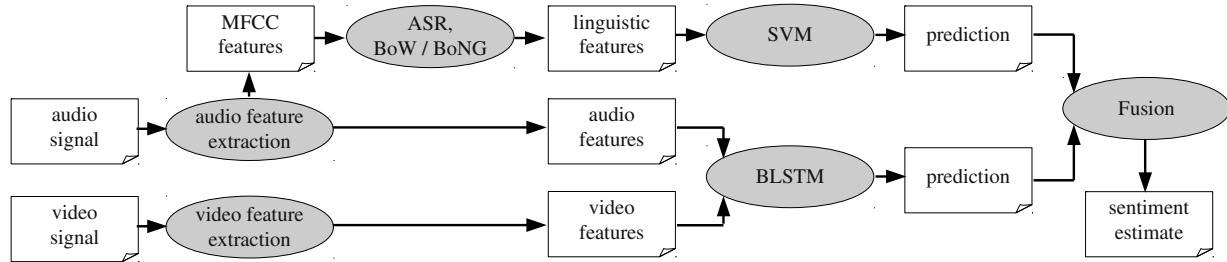 MFCC
features
ASR,
BoW / BoNG
linguistic
features
SVM
prediction
audio
signal
audio feature
extraction
audio
features
Fusion
BLSTM
prediction
video
signal
video feature
extraction
video
features
sentiment
estimate